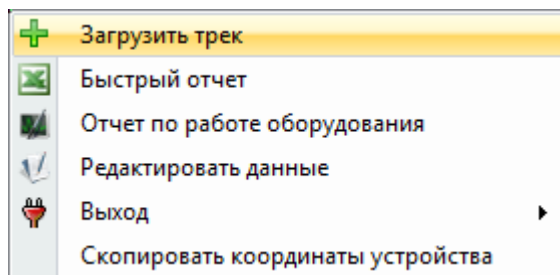 Загрузить трек
Быстрый отчет
Отчет по работе оборудования
Редактировать данные
Выход
Скопировать координаты устройства